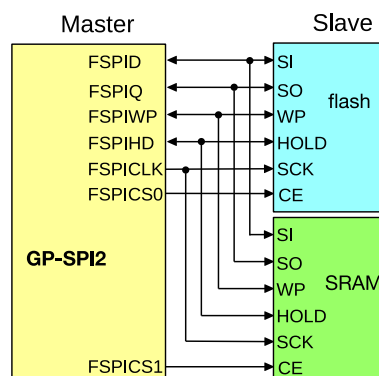 Master Slave
FSPID SI
FSPIQ SO
flash
FSPIWP WP
FSPIHD HOLD
FSPICLK SCK
FSPICS0 CE
SI
GP-SPI2 SO
SRAM
WP
HOLD
SCK
FSPICS1 CE